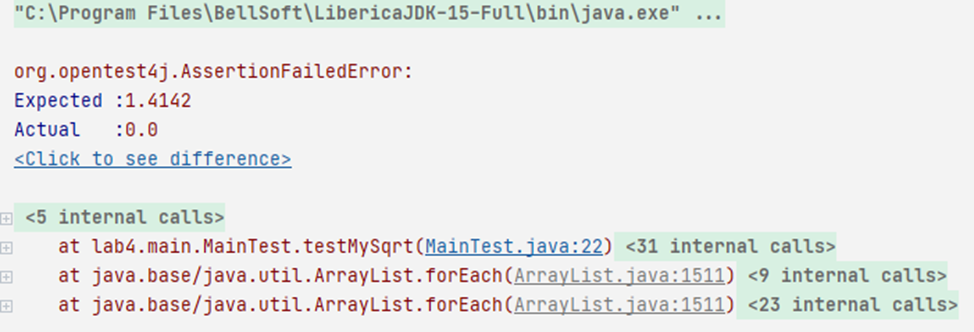 "C:\Program Files\BellSoft\LibericaJDK-15-Full\bin\java.exe" ...
org.opentest4j.AssertionFailedError:
Expected :1.4142
Actual   :0.0
<Click to see difference>
<5 internal calls>
at lab4.main.MainTest.testMySqrt(MainTest.java:22) <31 internal calls>
at java.base/java.util.ArrayList.forEach(ArrayList.java:1511) <9 internal calls>
at java.base/java.util.ArrayList.forEach(ArrayList.java:1511) <23 internal calls>